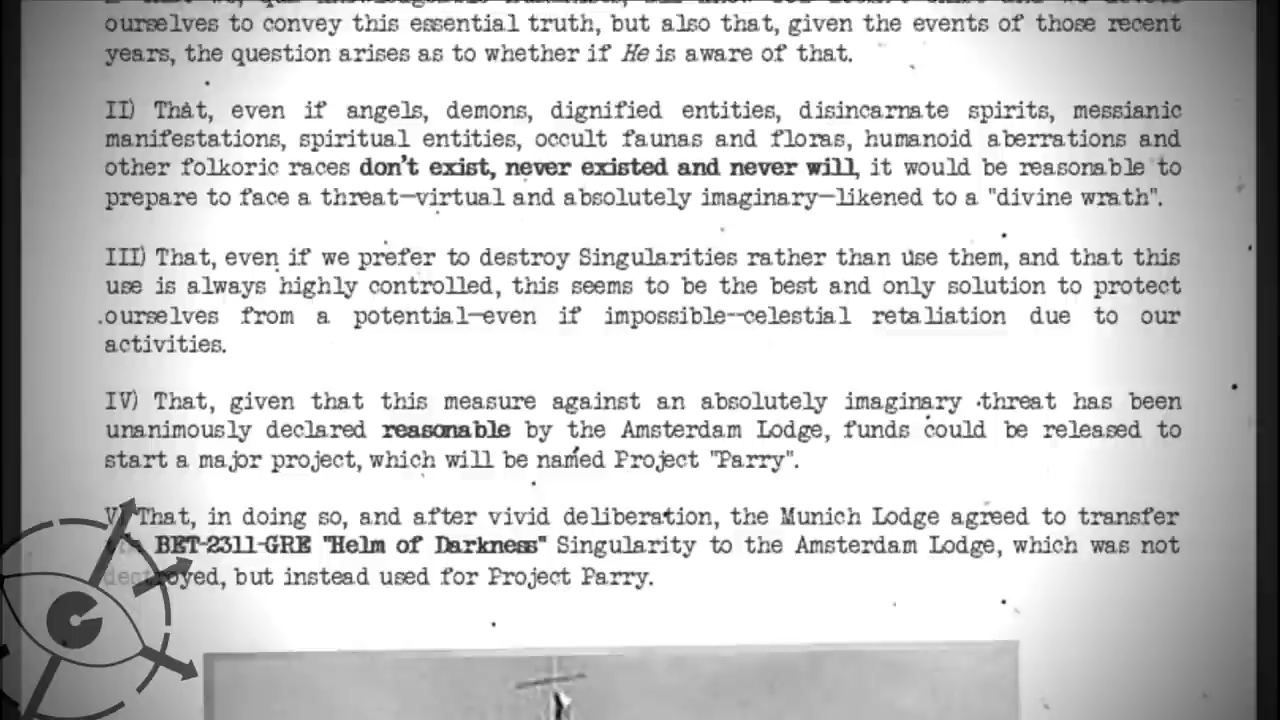 ourselves to convey this essential truth, but also that, given the events of those recent
years, the question arises as to whether if He is aware of that.
II) That, even if angels, demons, dignified entities, disincarnate spirits, messianic
manifestations, spiritual entities, occult faunas and floras, humanoid aberrations and
other folkoric races don't exist, never existed and never will, it would be reasonable to
prepare to face a threat—virtual and absolutely imaginary—likened to a "divine wrath".
III) That, even if we prefer to destroy Singularities rather than use them, and that this
use is always highly controlled, this seems to be the best and only solution to protect
ourselves from a potential—even if impossible--celestial retaliation due to our
activities.
IV) That, given that this measure against an absolutely imaginary threat has been
unanimously declared reasonable by the Amsterdam Lodge, funds could be released to
start a major project, which will be named Project "Parry".
V) That, in doing so, and after vivid deliberation, the Munich Lodge agreed to transfer
BET-2311-GRE "Helm of Darkness" Singularity to the Amsterdam Lodge, which was not
destroyed, but instead used for Project Parry.